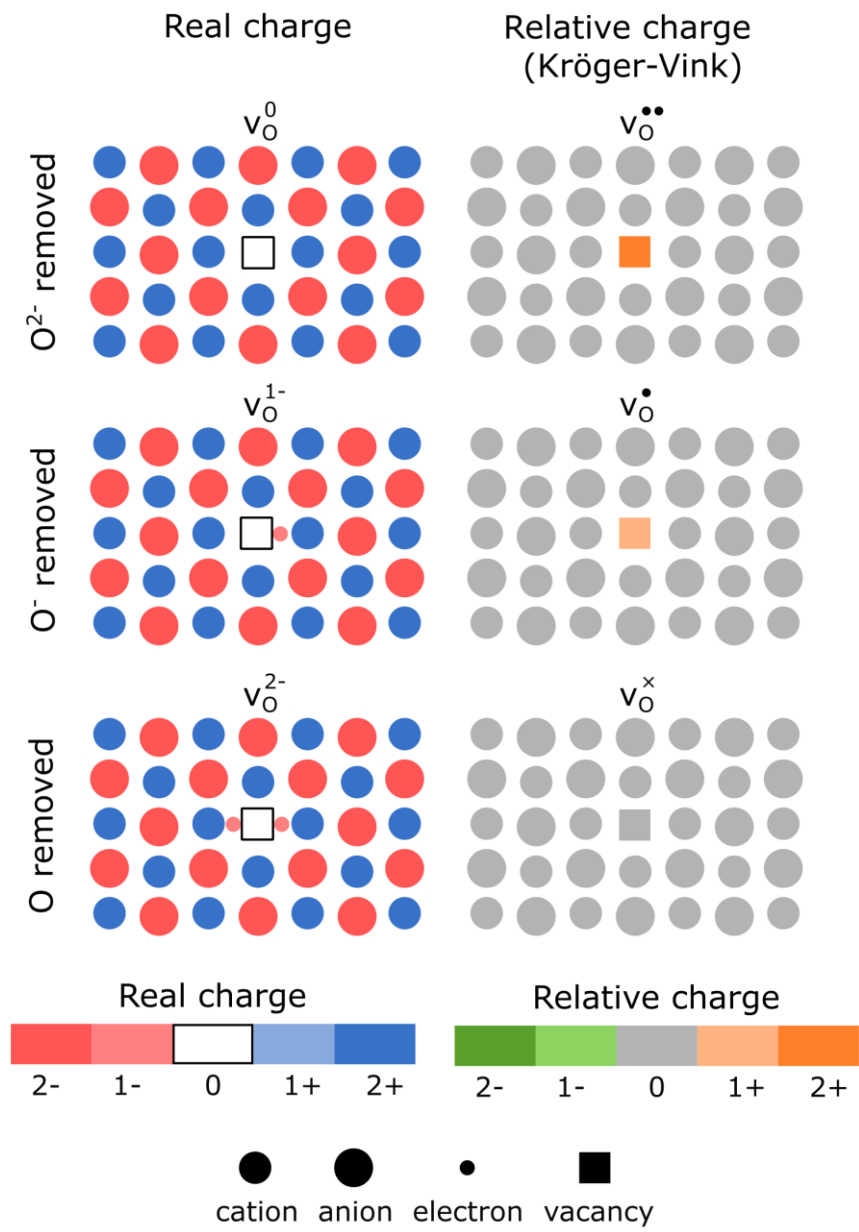 Real charge
Relative charge
(Kröger-Vink)
O²⁻ removed
v_O^0
v_O^••
O⁻ removed
v_O^1-
v_O^•
O removed
v_O^2-
v_O^×
Real charge
2- 1- 0 1+ 2+
Relative charge
2- 1- 0 1+ 2+
cation anion electron vacancy